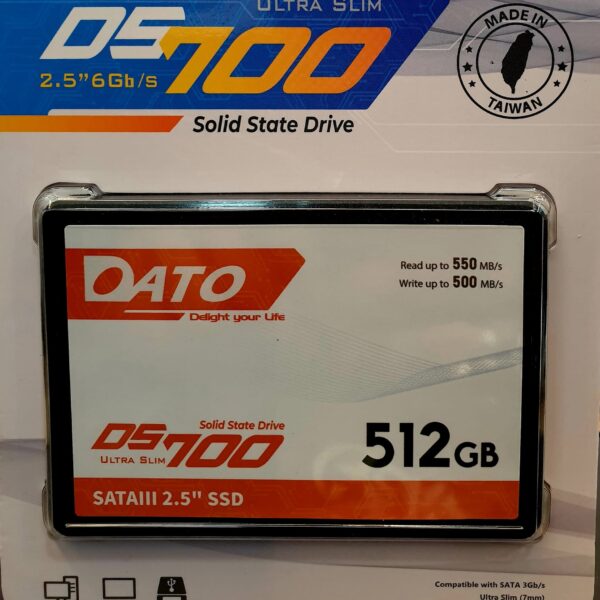 ULTRA SLIM
DS700
2.5"6Gb/s
MADE IN
TAIWAN
Solid State Drive
DATO
Delight your Life
Read up to 550 MB/s
Write up to 500 MB/s
Solid State Drive
DS700
ULTRA SLIM
512GB
SATAIII 2.5" SSD
Compatible with SATA 3Gb/s
Ultra Slim (7mm)